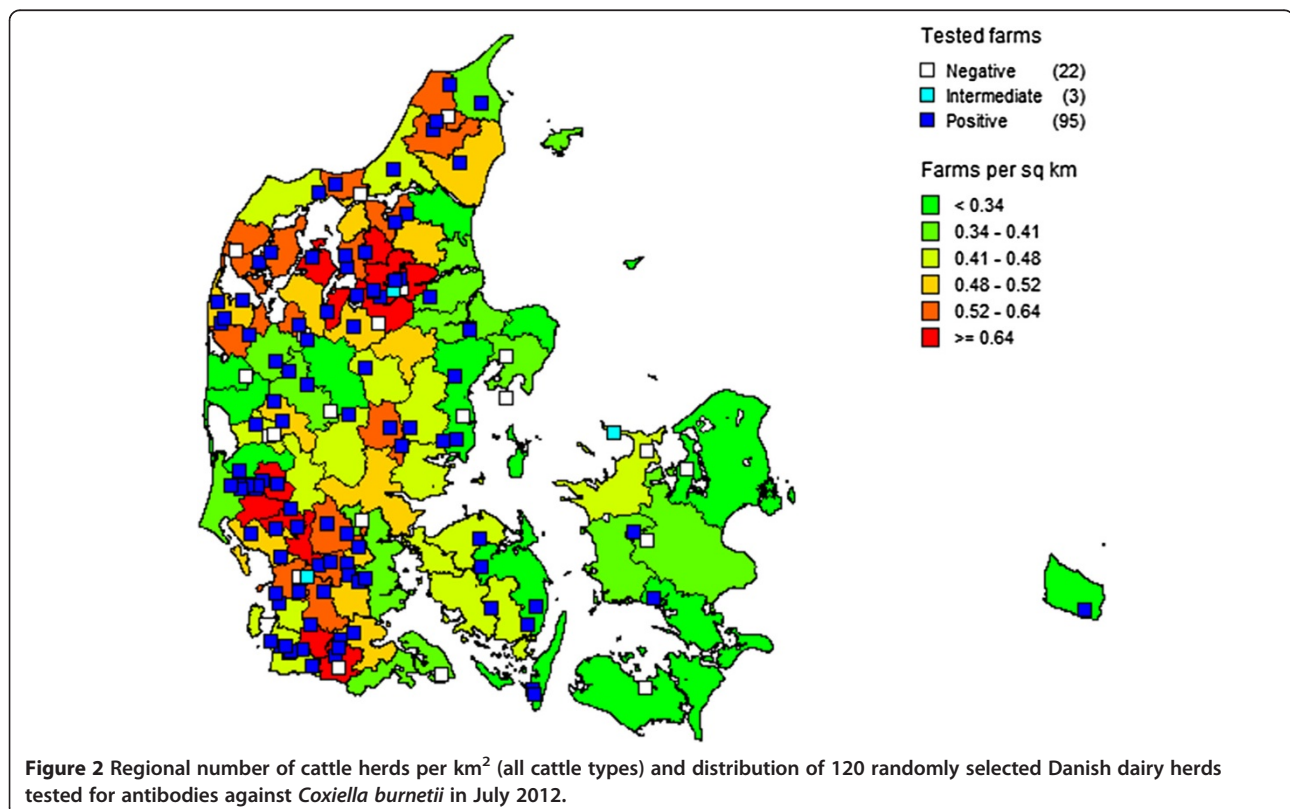 Tested farms
Negative (22)
Intermediate (3)
Positive (95)
Farms per sq km
< 0.34
0.34 - 0.41
0.41 - 0.48
0.48 - 0.52
0.52 - 0.64
>= 0.64
Figure 2 Regional number of cattle herds per km² (all cattle types) and distribution of 120 randomly selected Danish dairy herds
tested for antibodies against Coxiella burnetii in July 2012.